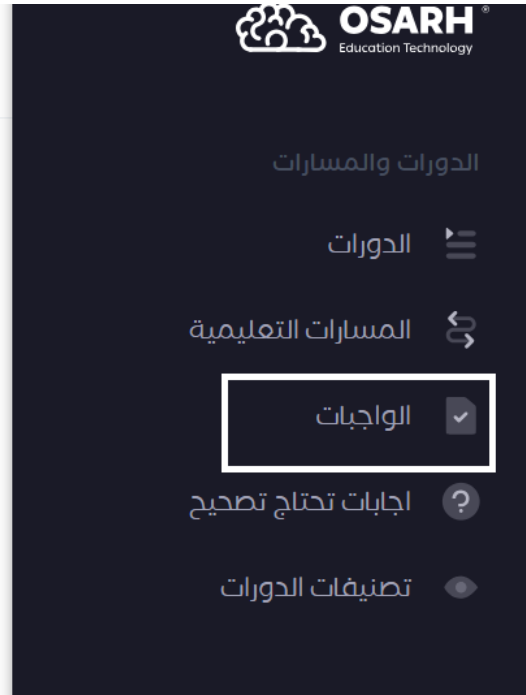 OSARH
Education Technology
الدورات والمسارات
الدورات
المسارات التعليمية
الواجبات
اجابات تحتاج تصحيح
تصنيفات الدورات